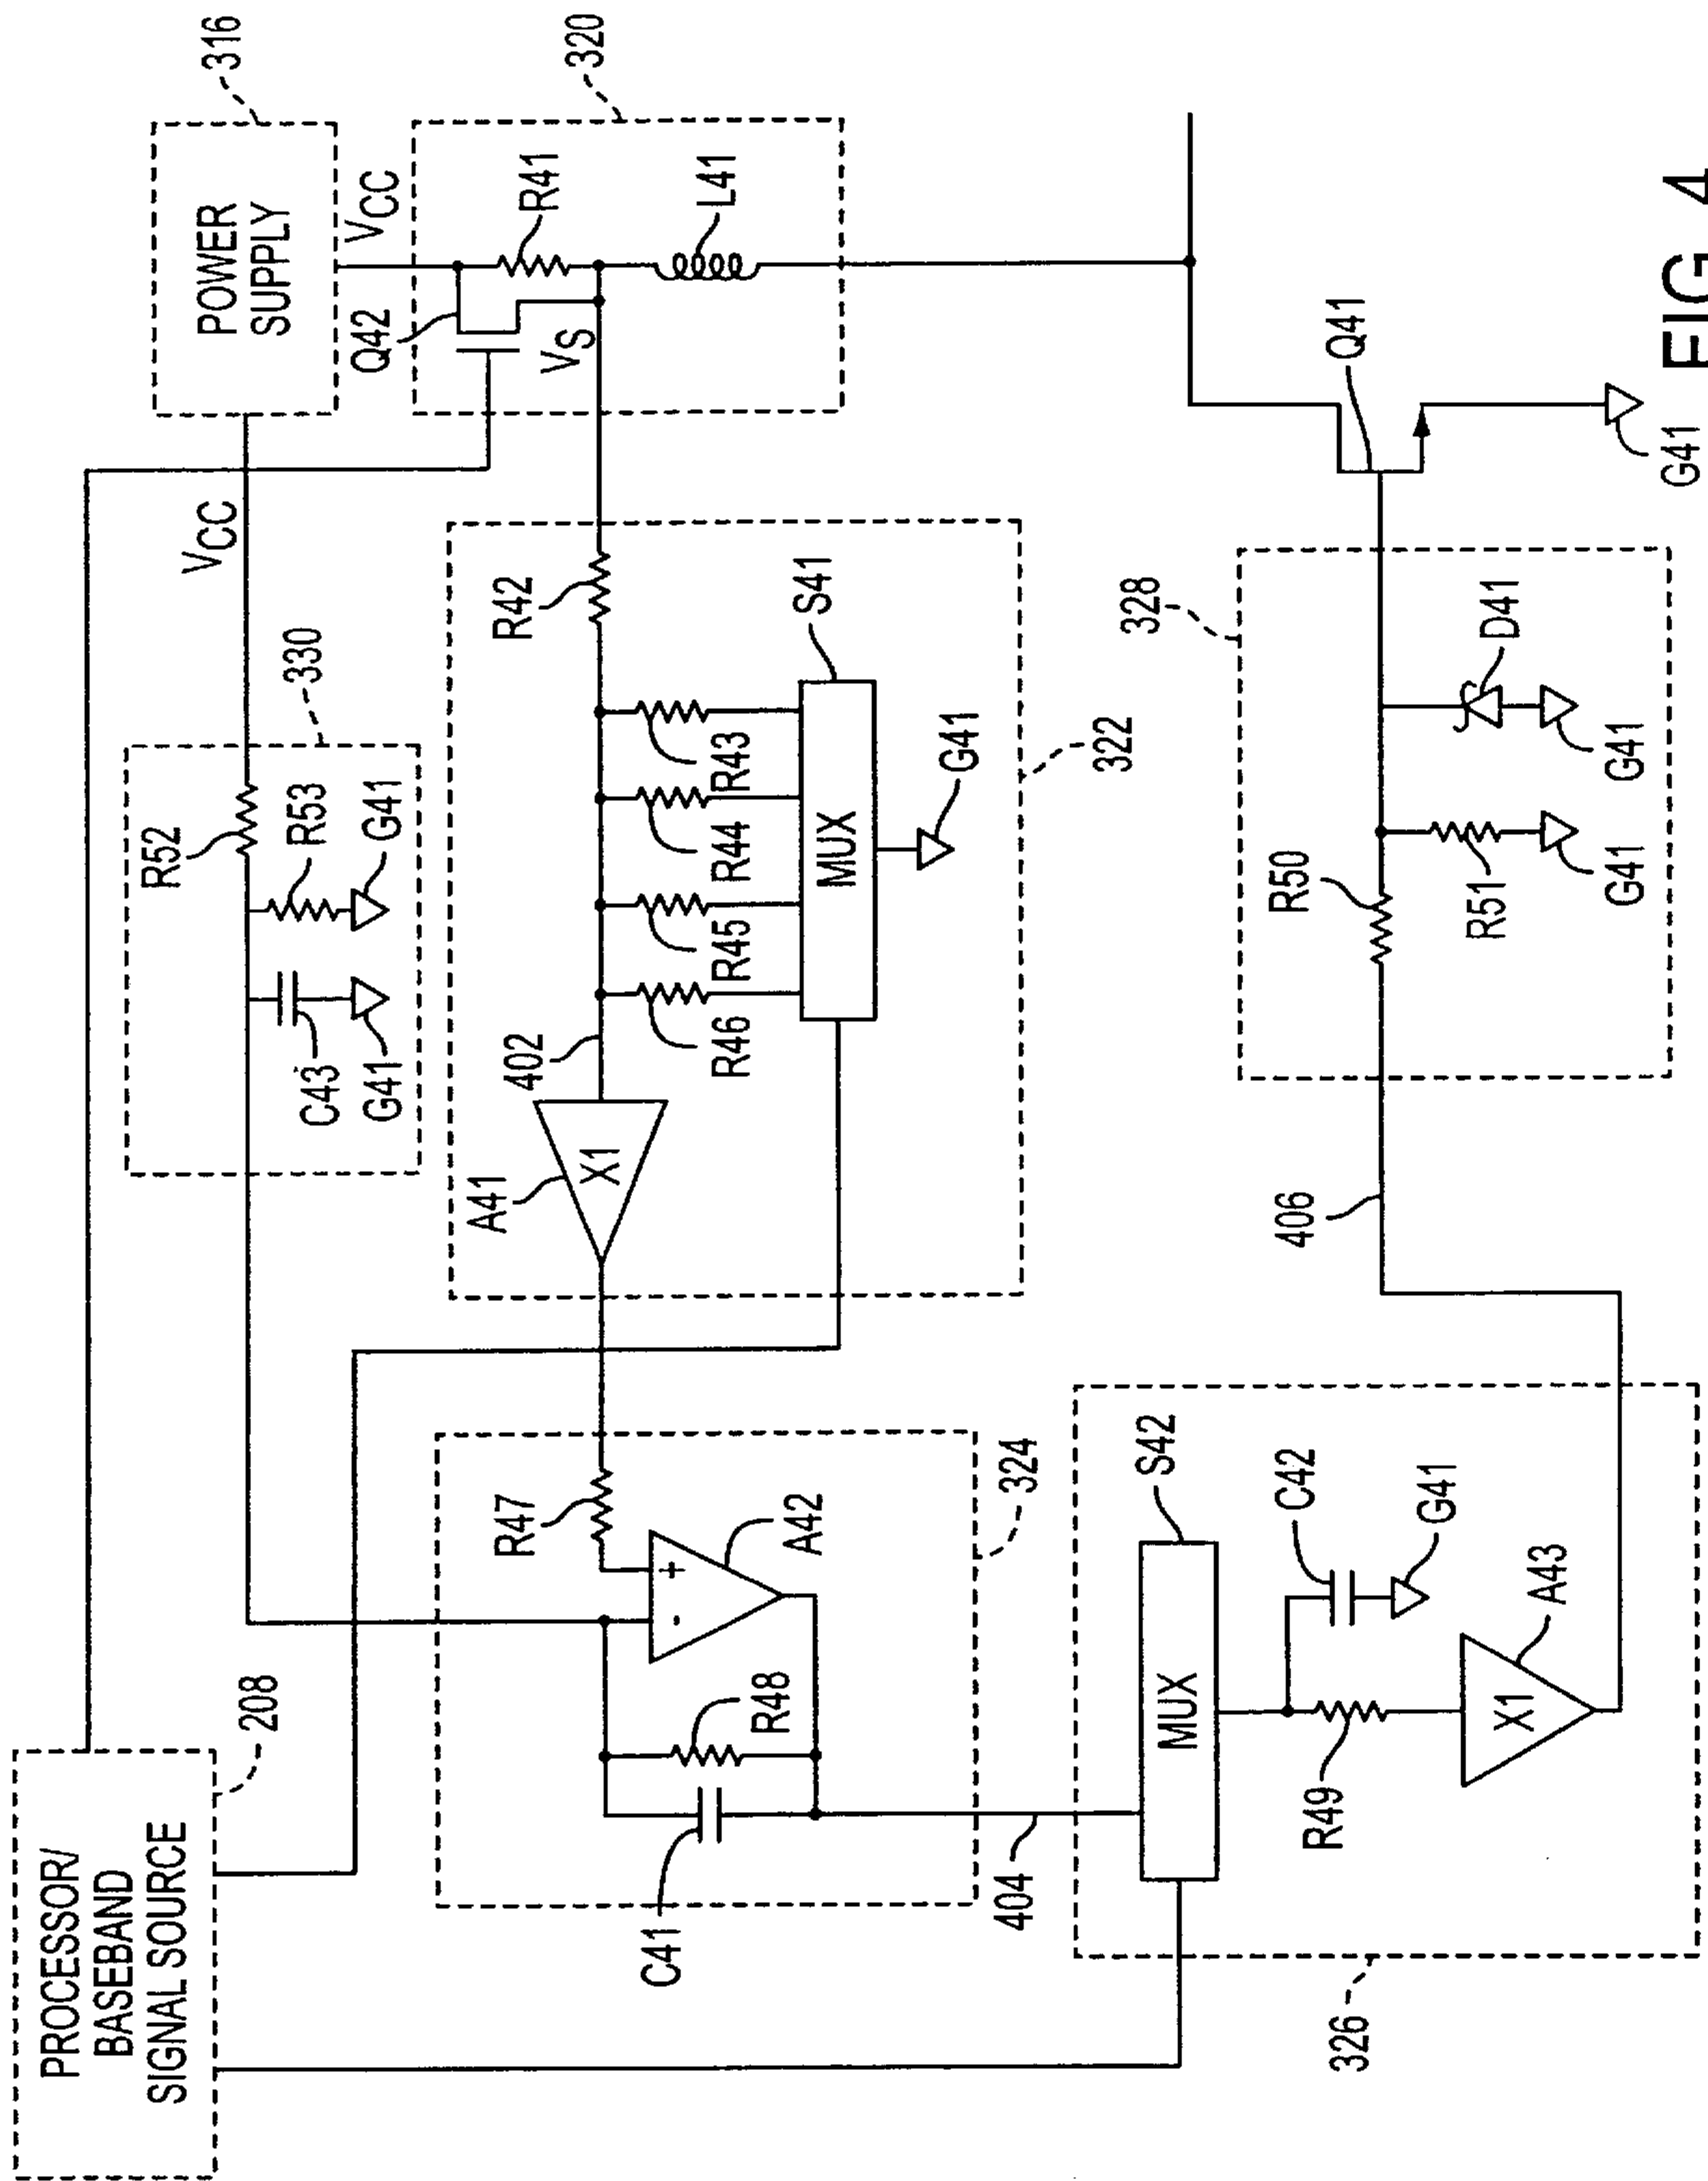 PROCESSOR/
BASEBAND
SIGNAL SOURCE
208
POWER
SUPPLY
316
VCC
VCC
330
R52
R53
G41
C43
G41
320
Q42
R41
VS
L41
322
R42
R43
R44
R45
R46
S41
MUX
G41
402
A41
X1
324
R47
+
-
A42
R48
C41
404
326
S42
MUX
C42
G41
R49
X1
A43
406
328
R50
R51
G41
D41
G41
Q41
G41
FIG 4